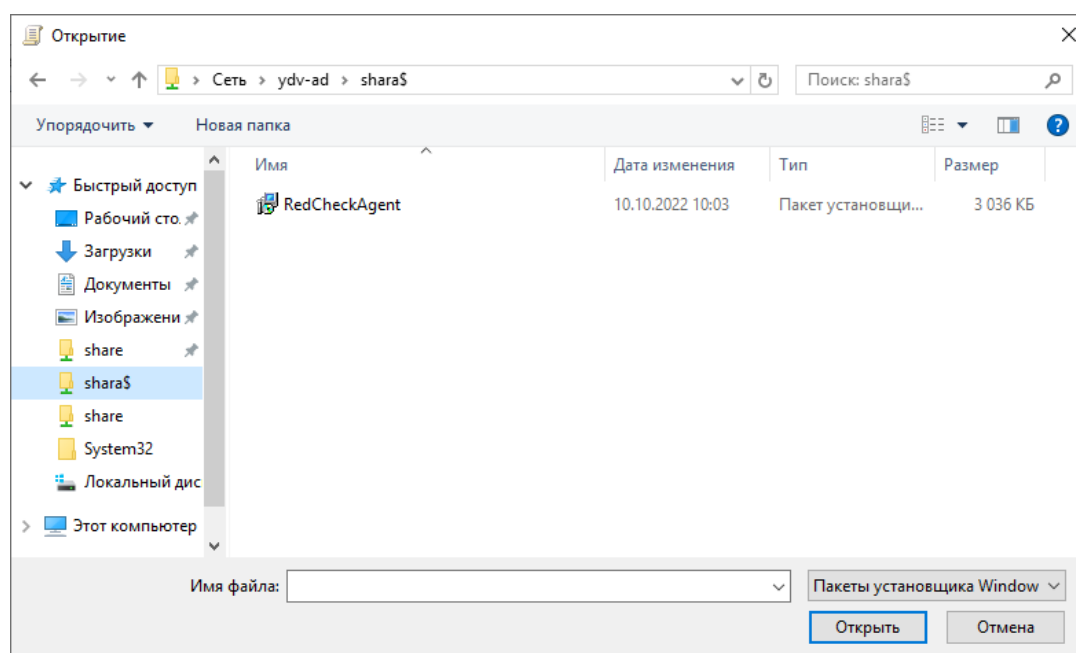 Открытие
Сеть > ydv-ad > shara$
Поиск: shara$
Упорядочить
Новая папка
Имя
Дата изменения
Тип
Размер
Быстрый доступ
Рабочий сто.
Загрузки
Документы
Изображени
share
shara$
share
System32
Локальный дис
Этот компьютер
RedCheckAgent
10.10.2022 10:03
Пакет установщи...
3 036 КБ
Имя файла:
Пакеты установщика Window
Открыть
Отмена